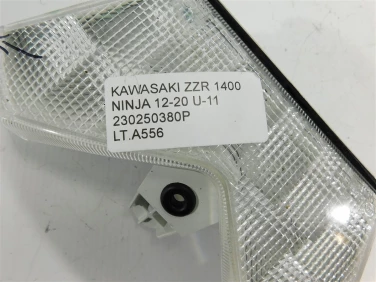 KAWASAKI ZZR 1400
NINJA 12-20 U-11
230250380P
LT.A556